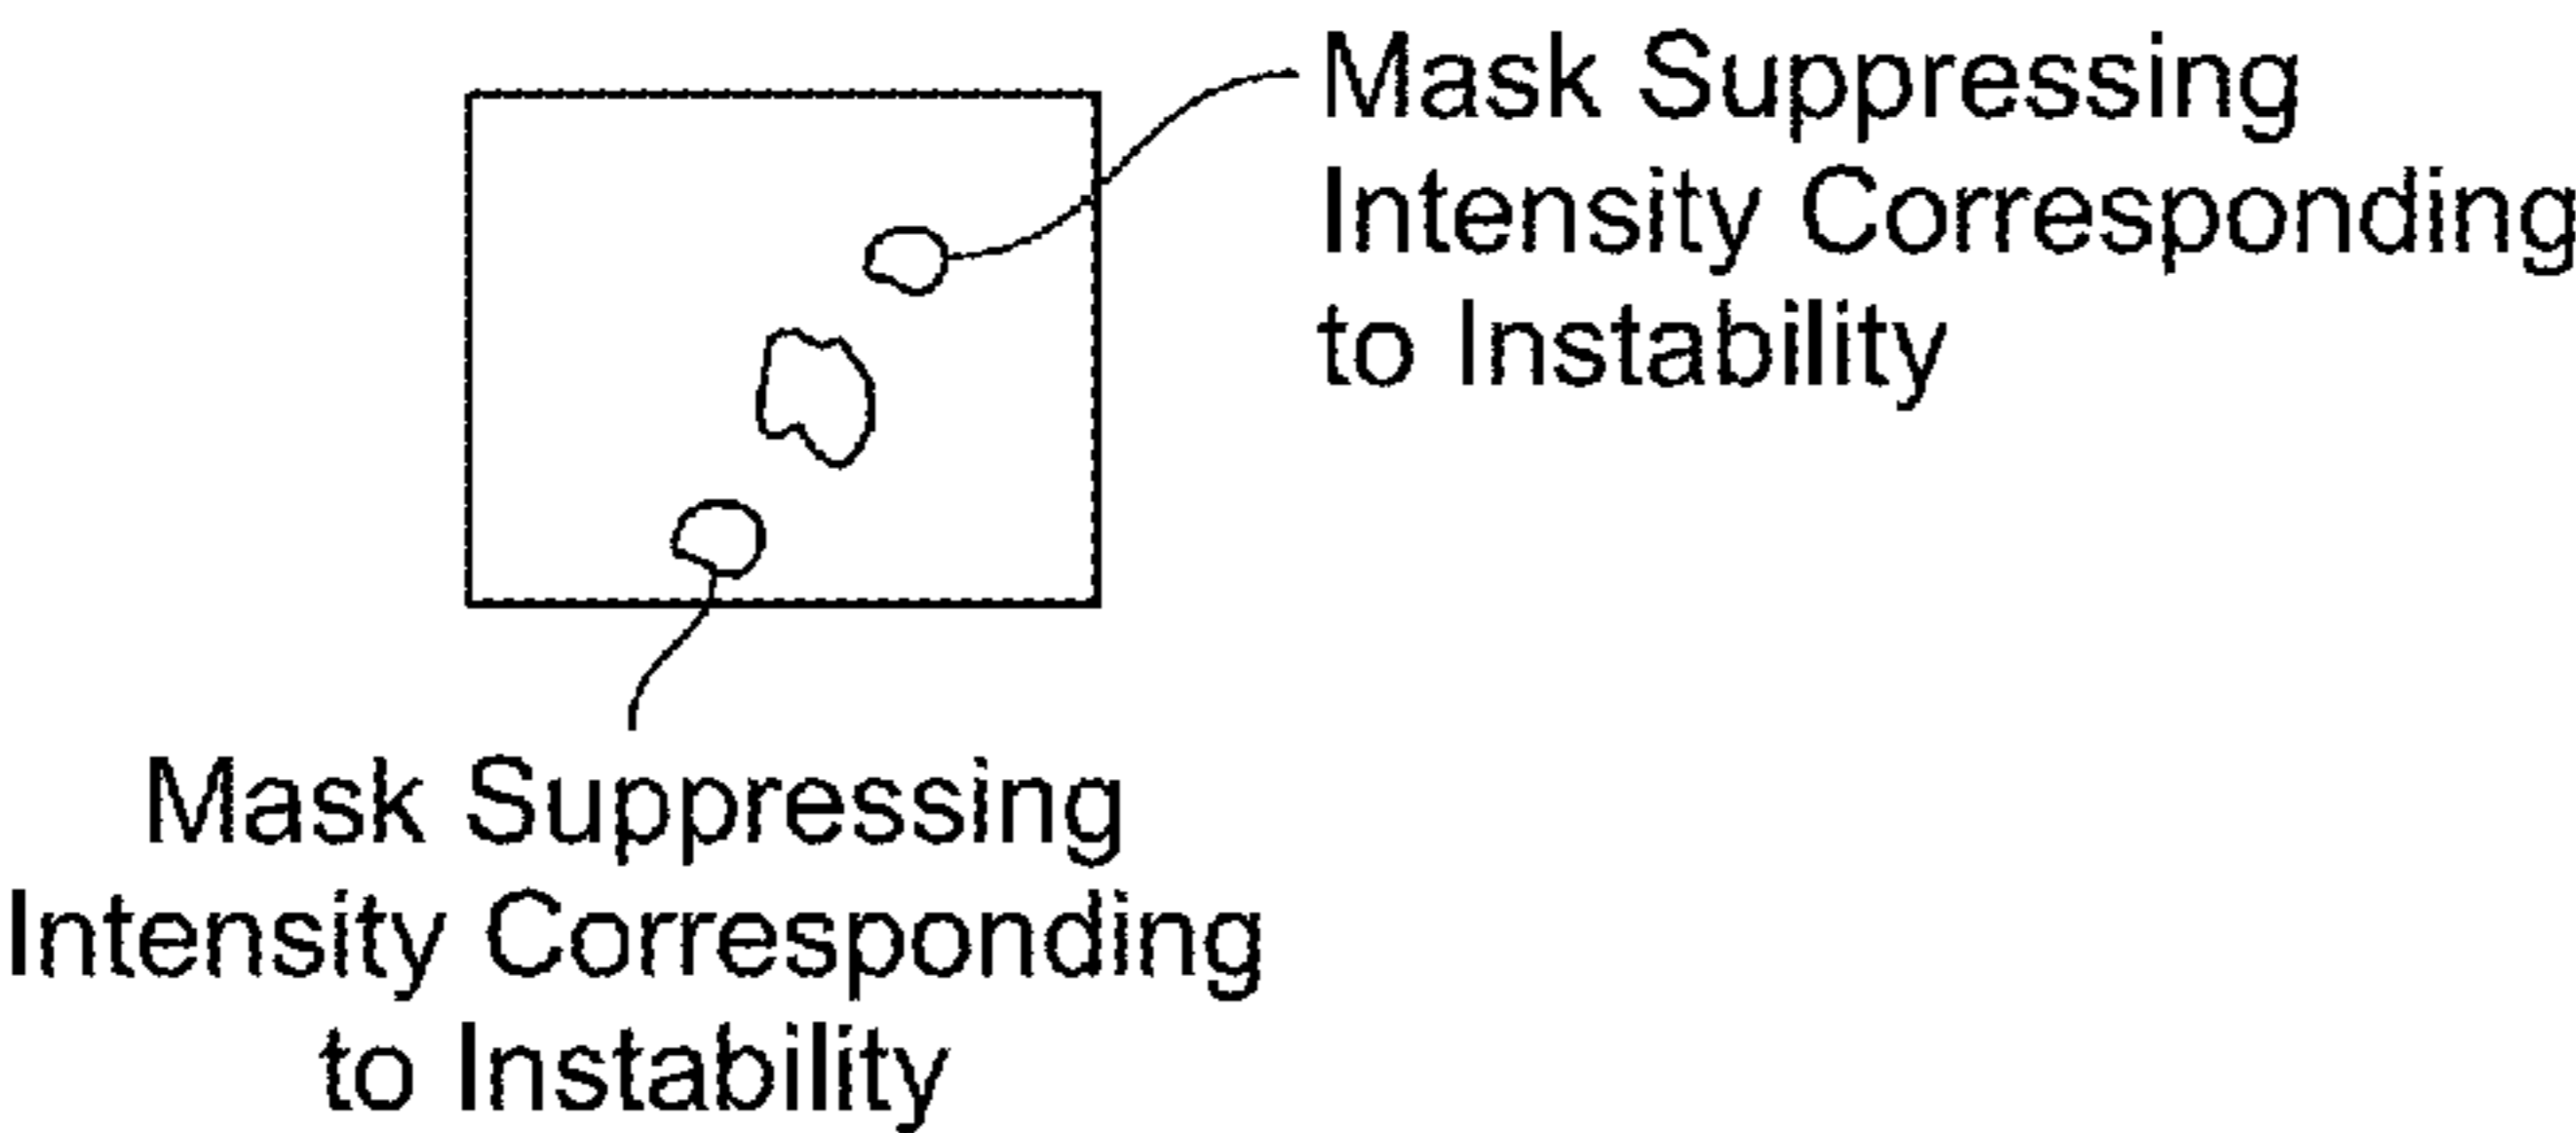 Mask Suppressing
Intensity Corresponding
to Instability
Mask Suppressing
Intensity Corresponding
to Instability